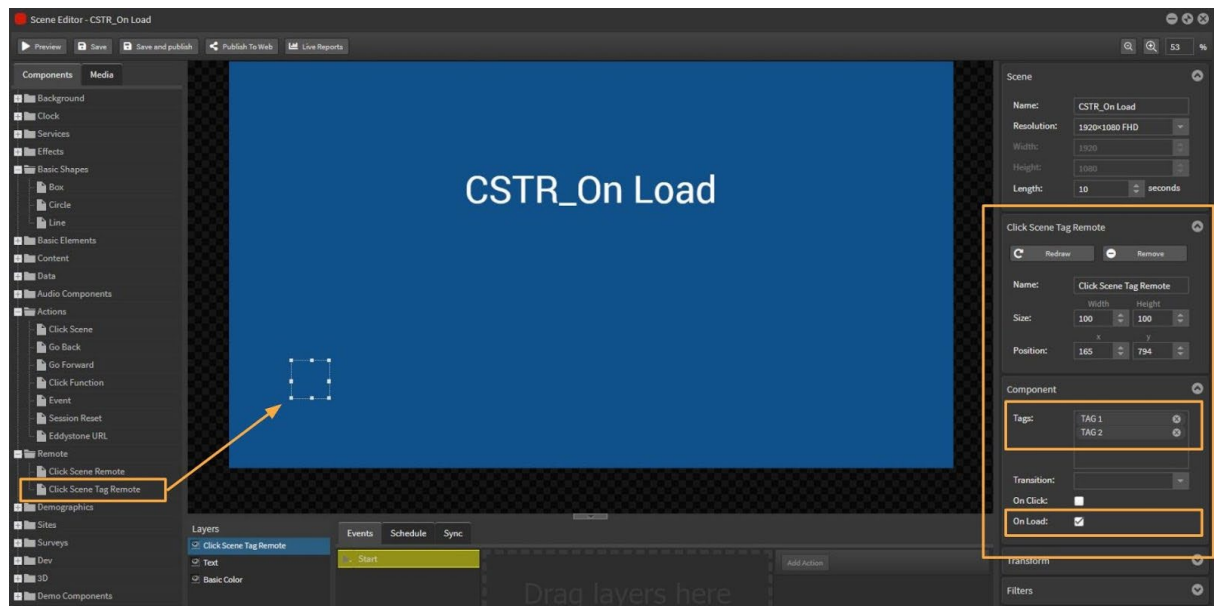 Scene Editor - CSTR_On Load
Preview Save Save and publish Publish To Web Live Reports 53 %
Components Media
Background
Clock
Services
Effects
Basic Shapes
Box
Circle
Line
Basic Elements
Content
Data
Audio Components
Actions
Click Scene
Go Back
Go Forward
Click Function
Event
Session Reset
Eddystone URL
Remote
Click Scene Remote
Click Scene Tag Remote
Demographics
Sites
Surveys
Dev
3D
Demo Components
CSTR_On Load
Layers
Click Scene Tag Remote
Text
Basic Color
Events Schedule Sync
Start
Drag layers here
Add Action
Scene
Name: CSTR_On Load
Resolution: 1920×1080 FHD
Width: 1920
Height: 1080
Length: 10 seconds
Click Scene Tag Remote
Redraw Remove
Name: Click Scene Tag Remote
Width Height
Size: 100 100
x y
Position: 165 794
Component
Tags: TAG 1
TAG 2
Transition:
On Click:
On Load:
Transform
Filters